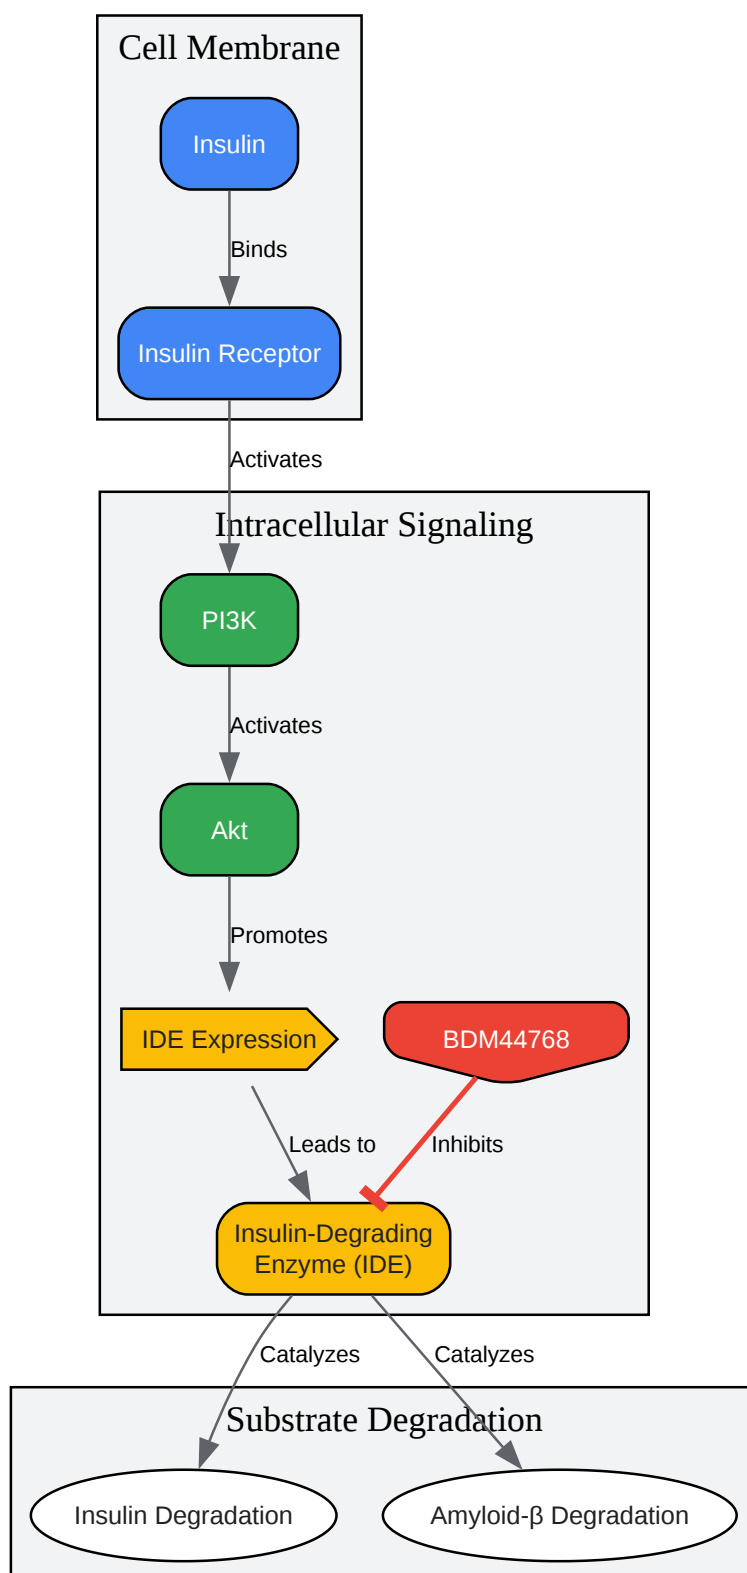 Cell Membrane
Insulin
Binds
Insulin Receptor
Activates
Intracellular Signaling
PI3K
Activates
Akt
Promotes
IDE Expression
BDM44768
Leads to
Inhibits
Insulin-Degrading
Enzyme (IDE)
Catalyzes
Catalyzes
Substrate Degradation
Insulin Degradation
Amyloid-β Degradation